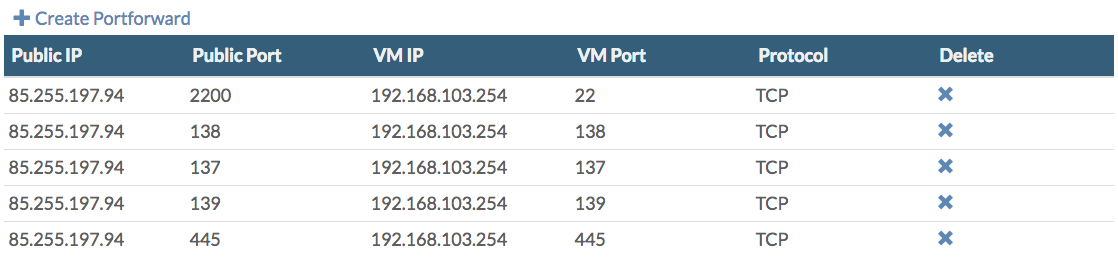 Create Portforward
Public IP Public Port VM IP VM Port Protocol Delete
85.255.197.94 2200 192.168.103.254 22 TCP
85.255.197.94 138 192.168.103.254 138 TCP
85.255.197.94 137 192.168.103.254 137 TCP
85.255.197.94 139 192.168.103.254 139 TCP
85.255.197.94 445 192.168.103.254 445 TCP